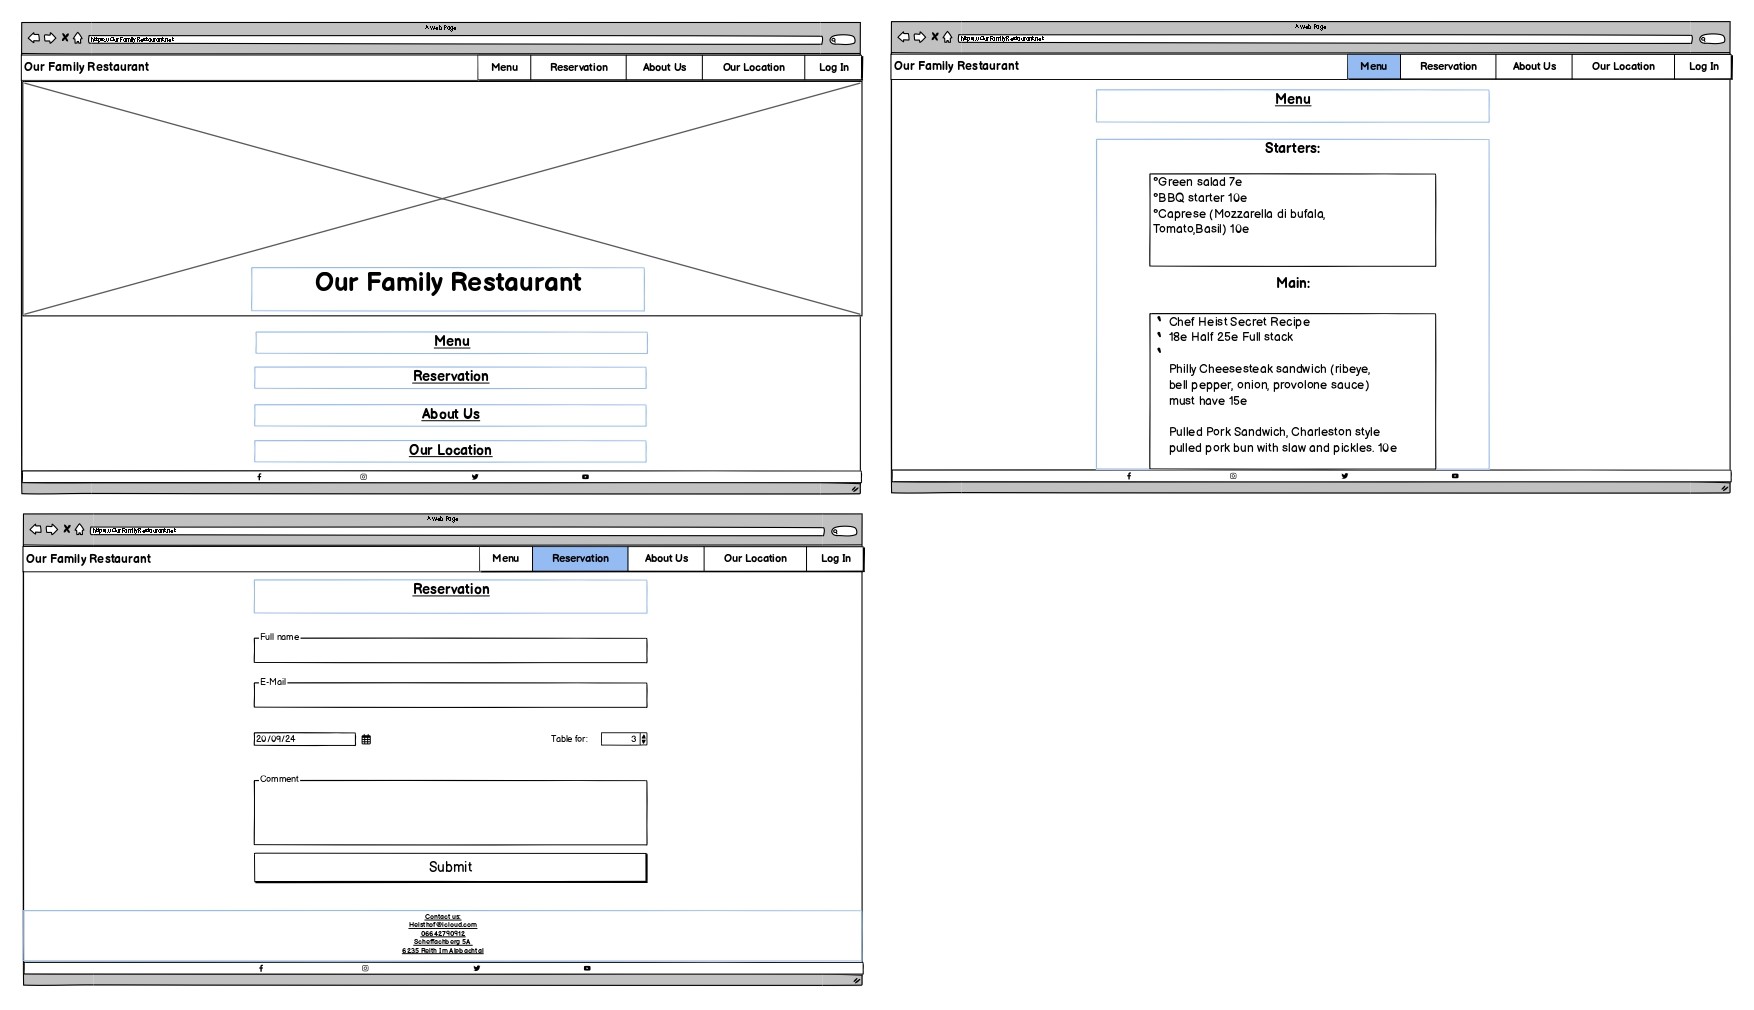 A Web Page
https://OurFamilyRestaurant.net
Our Family Restaurant
Menu
Reservation
About Us
Our Location
Log In
Our Family Restaurant
Menu
Reservation
About Us
Our Location
A Web Page
https://OurFamilyRestaurant.net
Our Family Restaurant
Menu
Reservation
About Us
Our Location
Log In
Menu
Starters:
°Green salad 7e
°BBQ starter 10e
°Caprese (Mozzarella di bufala,
Tomato,Basil) 10e
Main:
Chef Heist Secret Recipe
18e Half 25e Full stack
Philly Cheesesteak sandwich (ribeye,
bell pepper, onion, provolone sauce)
must have 15e
Pulled Pork Sandwich, Charleston style
pulled pork bun with slaw and pickles. 10e
A Web Page
https://OurFamilyRestaurant.net
Our Family Restaurant
Menu
Reservation
About Us
Our Location
Log In
Reservation
Full name
E-Mail
20/09/24
Table for:
3
Comment
Submit
Contact us:
Heisthof@icloud.com
06642790912
Scheffachberg 5A
6235 Reith Im Alpbachtal